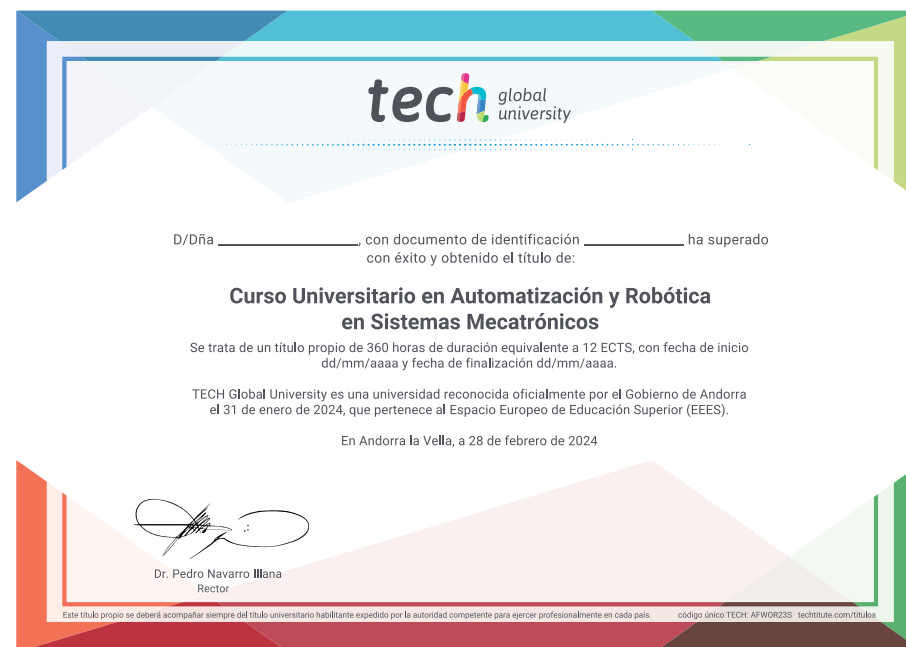 tech global university
D/Dña ____________________, con documento de identificación ______________ ha superado
con éxito y obtenido el título de:
Curso Universitario en Automatización y Robótica
en Sistemas Mecatrónicos
Se trata de un título propio de 360 horas de duración equivalente a 12 ECTS, con fecha de inicio
dd/mm/aaaa y fecha de finalización dd/mm/aaaa.
TECH Global University es una universidad reconocida oficialmente por el Gobierno de Andorra
el 31 de enero de 2024, que pertenece al Espacio Europeo de Educación Superior (EEES).
En Andorra la Vella, a 28 de febrero de 2024
Dr. Pedro Navarro Illana
Rector
Este título propio se deberá acompañar siempre del título universitario habilitante expedido por la autoridad competente para ejercer profesionalmente en cada país. código único TECH: AFWOR23S techtitute.com/titulos